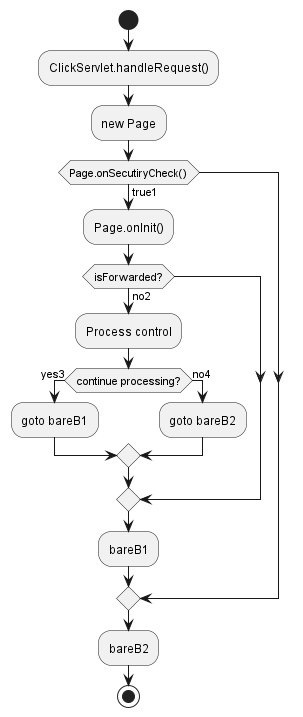 ClickServlet.handleRequest()
new Page
Page.onSecutiryCheck()
true1
Page.onInit()
isForwarded?
no2
Process control
yes3
continue processing?
no4
goto bareB1
goto bareB2
bareB1
bareB2